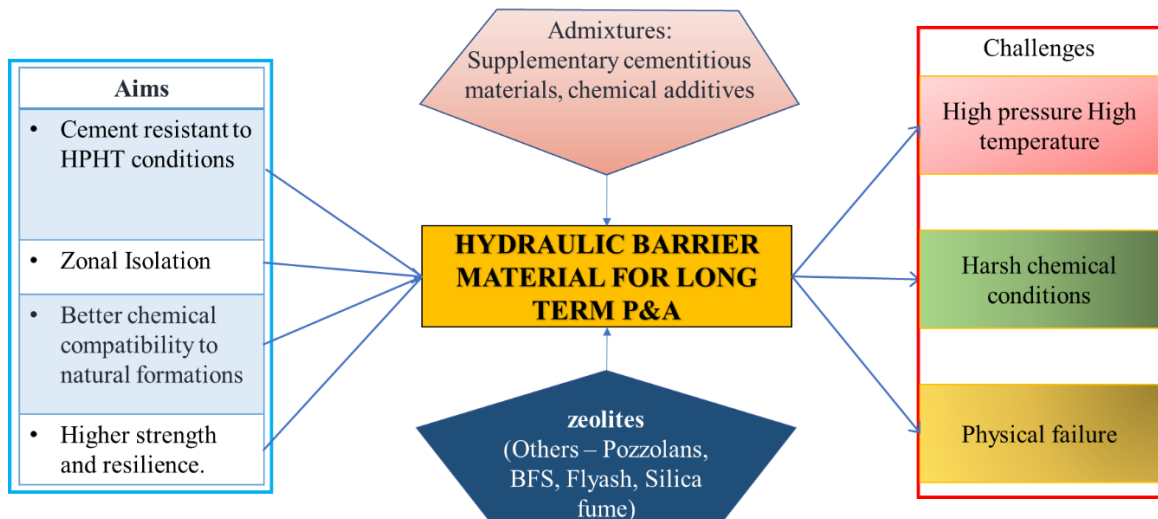 Aims
• Cement resistant to
HPHT conditions
• Zonal Isolation
• Better chemical
compatibility to
natural formations
• Higher strength
and resilience.
Admixtures:
Supplementary cementitious
materials, chemical additives
HYDRAULIC BARRIER
MATERIAL FOR LONG
TERM P&A
zeolites
(Others – Pozzolans,
BFS, Flyash, Silica
fume)
Challenges
High pressure High
temperature
Harsh chemical
conditions
Physical failure